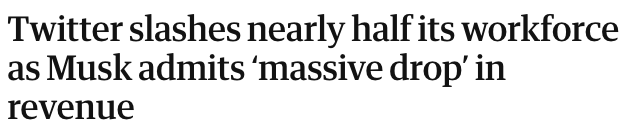 Twitter slashes nearly half its workforce
as Musk admits ‘massive drop’ in
revenue